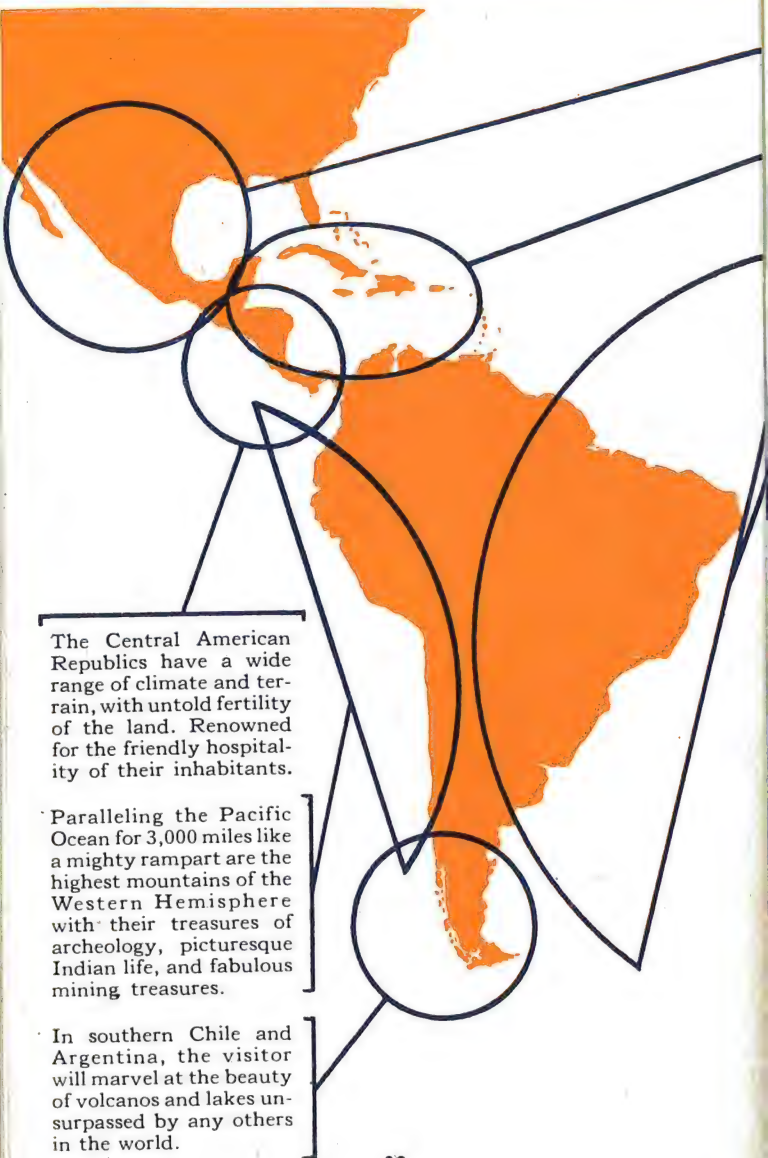 The Central American
Republics have a wide
range of climate and ter-
rain, with untold fertility
of the land. Renowned
for the friendly hospital-
ity of their inhabitants.
Paralleling the Pacific
Ocean for 3,000 miles like
a mighty rampart are the
highest mountains of the
Western Hemisphere
with their treasures of
archeology, picturesque
Indian life, and fabulous
mining treasures.
In southern Chile and
Argentina, the visitor
will marvel at the beauty
of volcanos and lakes un-
surpassed by any others
in the world.